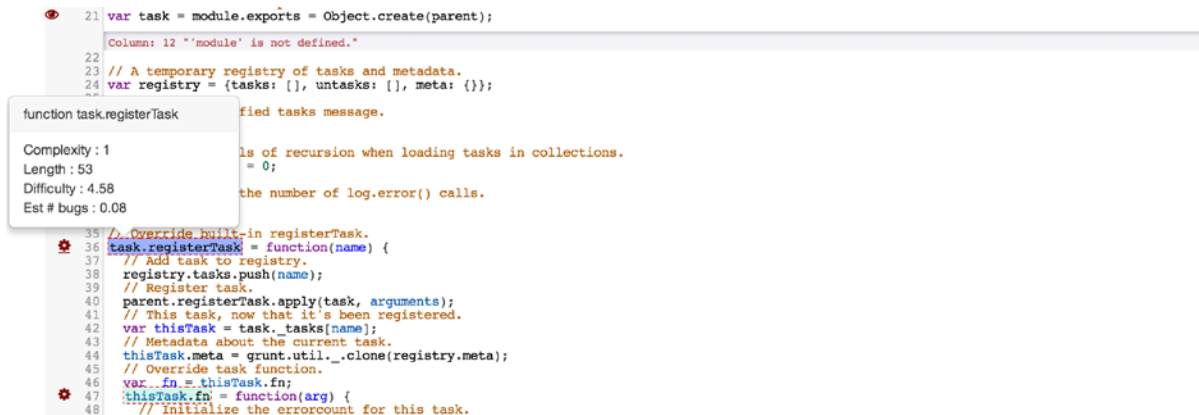 21 var task = module.exports = Object.create(parent);
Column: 12 "'module' is not defined."
22
23 // A temporary registry of tasks and metadata.
24 var registry = {tasks: [], untasks: [], meta: {}};
function task.registerTask
fied tasks message.
Complexity : 1
ls of recursion when loading tasks in collections.
Length : 53
= 0;
Difficulty : 4.58
the number of log.error() calls.
Est # bugs : 0.08
35 // Override built-in registerTask.
36 task.registerTask = function(name) {
37 // Add task to registry.
38 registry.tasks.push(name);
39 // Register task.
40 parent.registerTask.apply(task, arguments);
41 // This task, now that it's been registered.
42 var thisTask = task._tasks[name];
43 // Metadata about the current task.
44 thisTask.meta = grunt.util._.clone(registry.meta);
45 // Override task function.
46 var _fn = thisTask.fn;
47 thisTask.fn = function(arg) {
48 // Initialize the errorcount for this task.